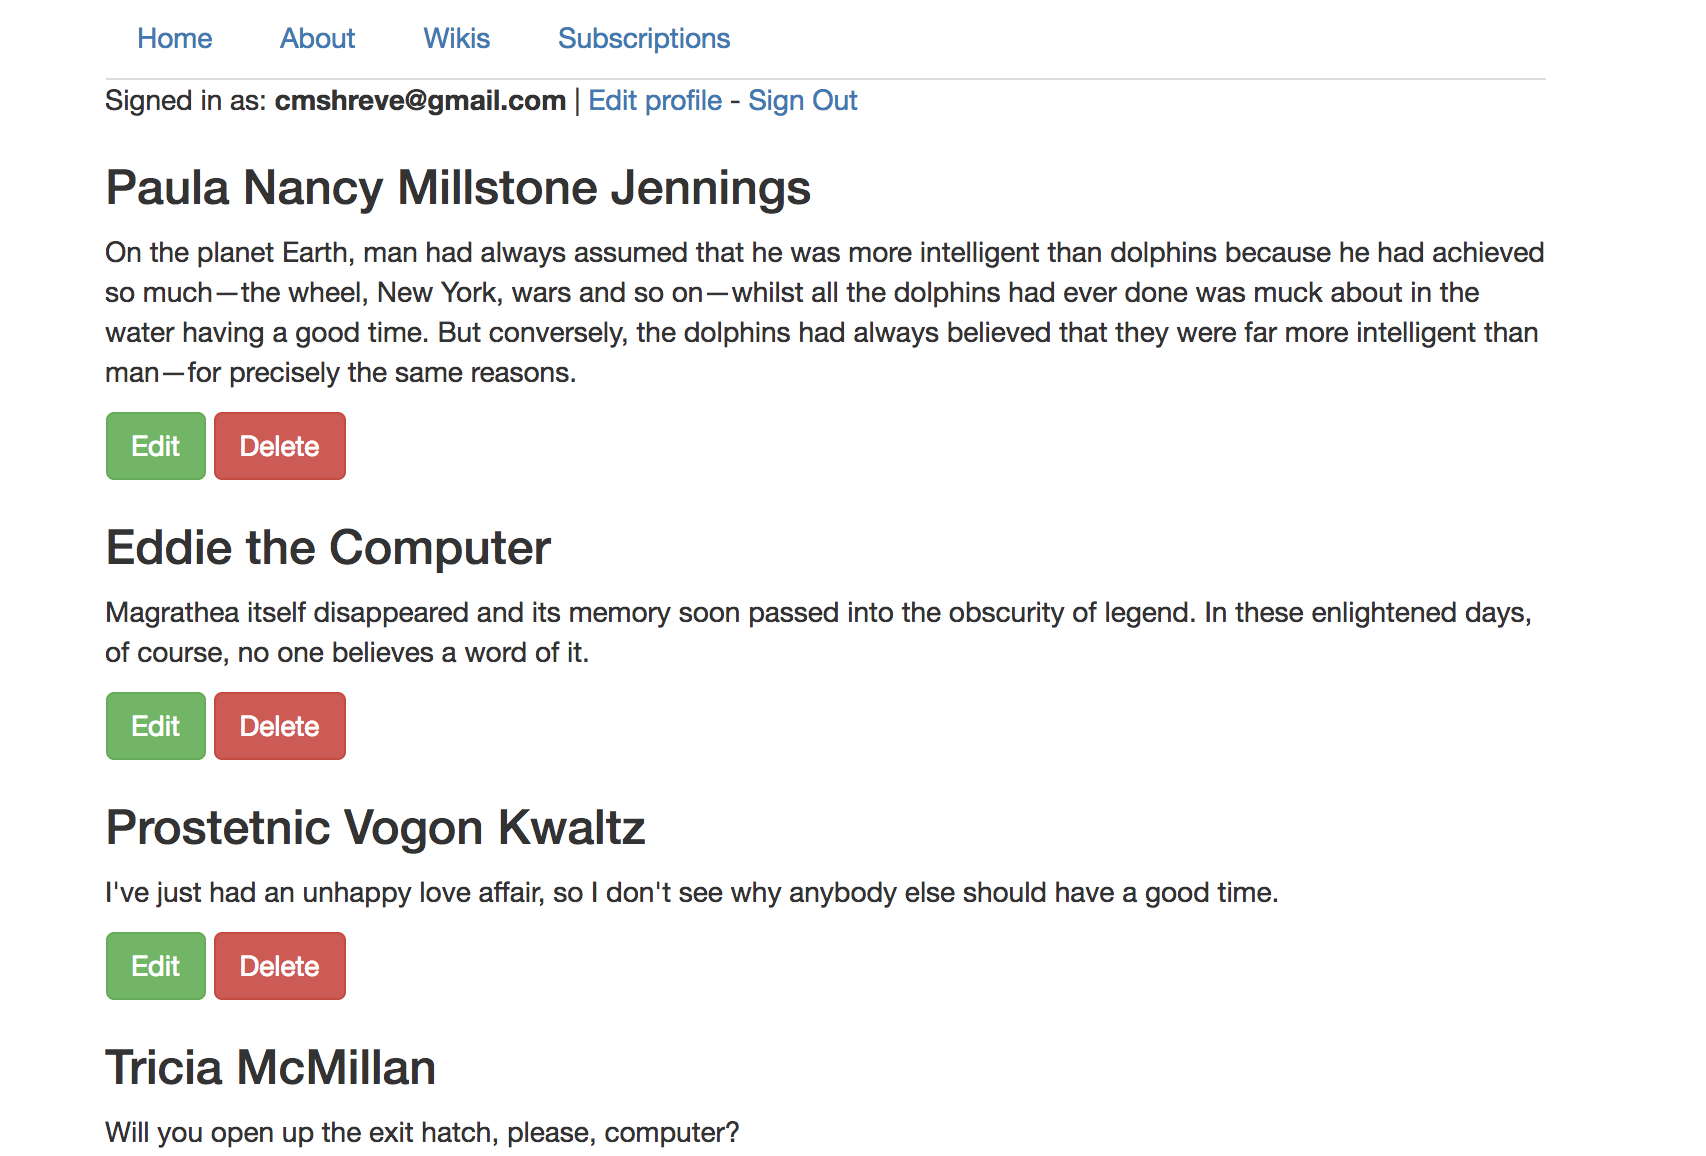 Home About Wikis Subscriptions
Signed in as: cmshreve@gmail.com | Edit profile - Sign Out
Paula Nancy Millstone Jennings
On the planet Earth, man had always assumed that he was more intelligent than dolphins because he had achieved
so much—the wheel, New York, wars and so on—whilst all the dolphins had ever done was muck about in the
water having a good time. But conversely, the dolphins had always believed that they were far more intelligent than
man—for precisely the same reasons.
Edit Delete
Eddie the Computer
Magrathea itself disappeared and its memory soon passed into the obscurity of legend. In these enlightened days,
of course, no one believes a word of it.
Edit Delete
Prostetnic Vogon Kwaltz
I've just had an unhappy love affair, so I don't see why anybody else should have a good time.
Edit Delete
Tricia McMillan
Will you open up the exit hatch, please, computer?